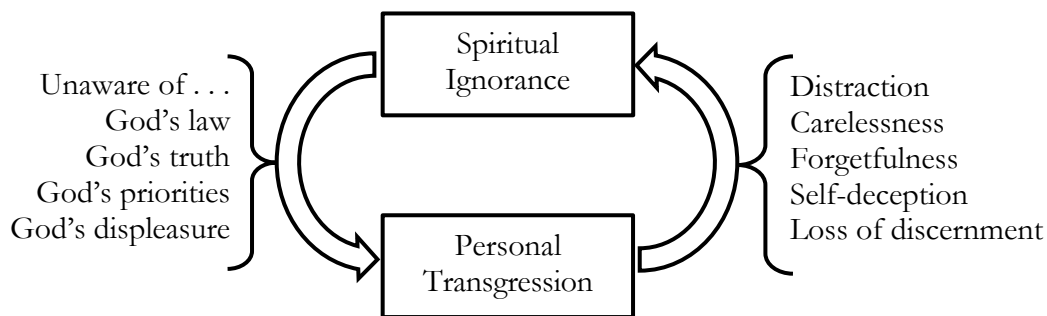 Spiritual
Ignorance
Unaware of . . .
God’s law
God’s truth
God’s priorities
God’s displeasure
Distraction
Carelessness
Forgetfulness
Self-deception
Loss of discernment
Personal
Transgression